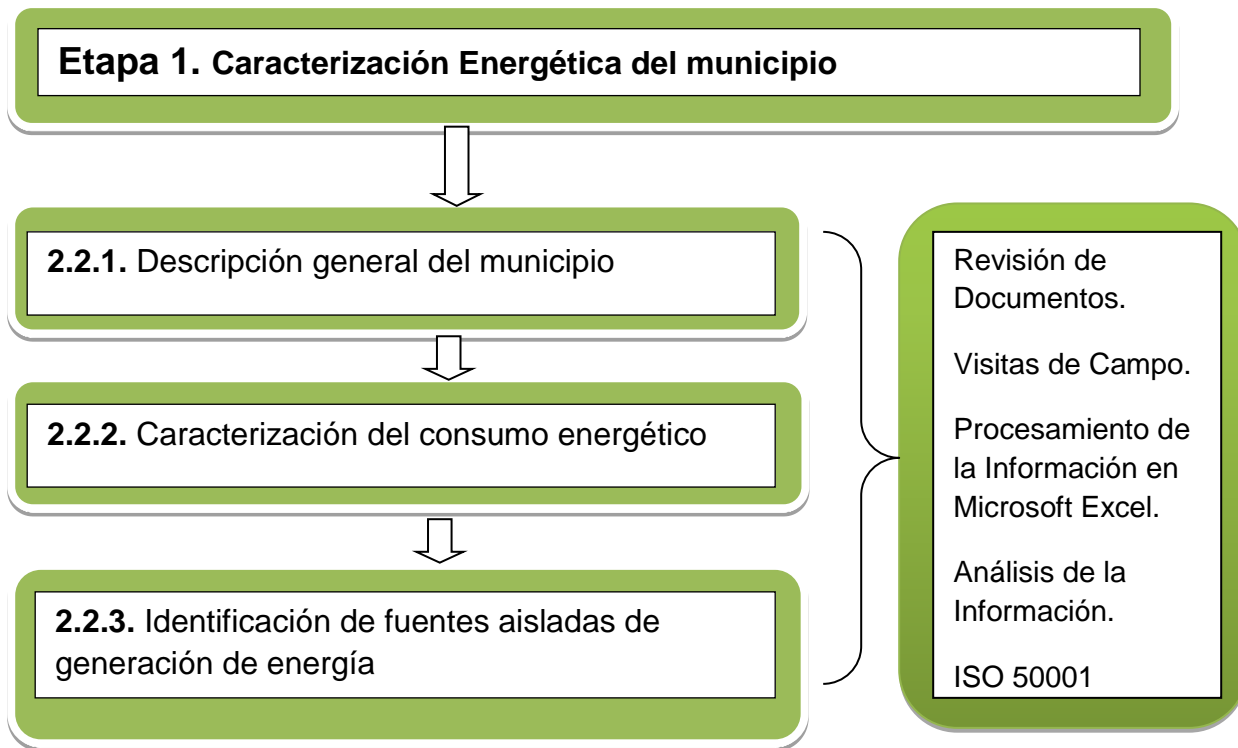 Etapa 1. Caracterización Energética del municipio
2.2.1. Descripción general del municipio
2.2.2. Caracterización del consumo energético
2.2.3. Identificación de fuentes aisladas de
generación de energía
Revisión de
Documentos.
Visitas de Campo.
Procesamiento de
la Información en
Microsoft Excel.
Análisis de la
Información.
ISO 50001